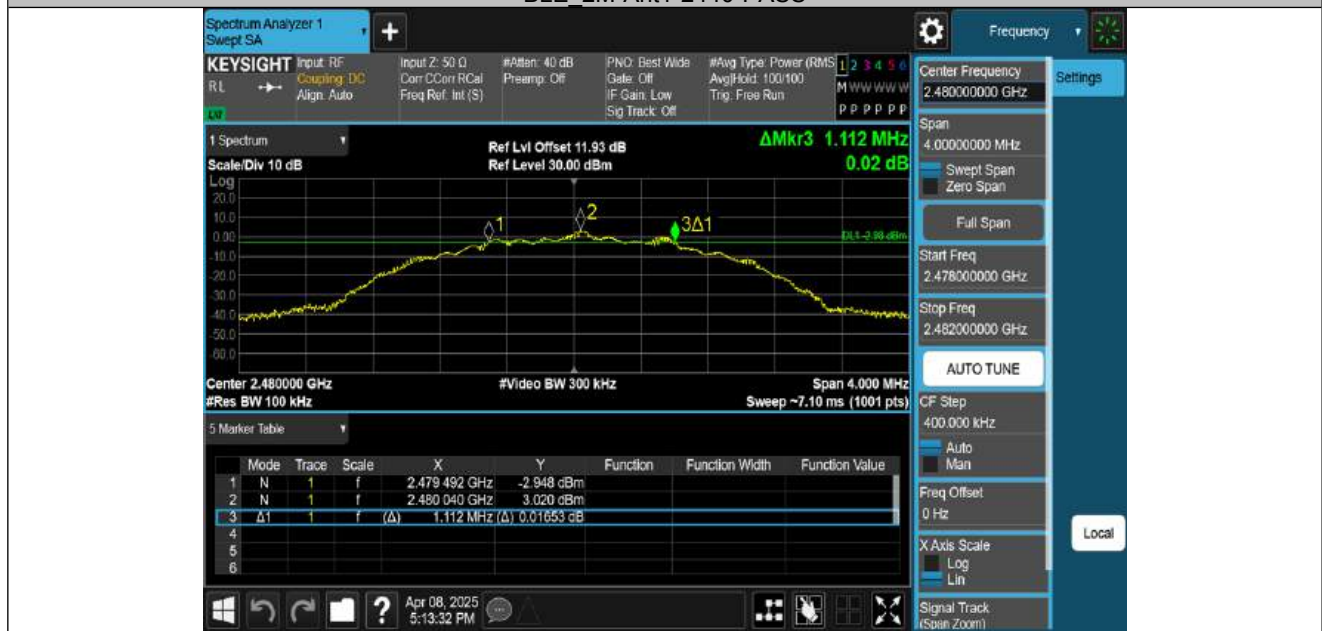 Spectrum Analyzer 1
Swept SA
+
Frequency
KEYSIGHT
RL
Input: RF
Coupling: DC
Align: Auto
Input Z: 50 Ω
Corr CCorr RCal
Freq Ref: Int (S)
#Atten: 40 dB
Preamp: Off
PNO: Best Wide
Gate: Off
IF Gain: Low
Sig Track: Off
#Avg Type: Power (RMS
Avg|Hold: 100/100
Trig: Free Run
1 2 3 4 5 6
M W W W W W
P P P P P P
Center Frequency
2.480000000 GHz
Settings
Span
4.00000000 MHz
Swept Span
Zero Span
Full Span
Start Freq
2.478000000 GHz
Stop Freq
2.482000000 GHz
AUTO TUNE
CF Step
400.000 kHz
Auto
Man
Freq Offset
0 Hz
X Axis Scale
Log
Lin
Signal Track
(Span Zoom)
Local
1 Spectrum
Scale/Div 10 dB
Log
Ref Lvl Offset 11.93 dB
Ref Level 30.00 dBm
ΔMkr3 1.112 MHz
0.02 dB
20.0
10.0
0.00
-10.0
-20.0
-30.0
-40.0
-50.0
-60.0
1
2
3Δ1
DL1 -2.98 dBm
Center 2.480000 GHz
#Video BW 300 kHz
Span 4.000 MHz
#Res BW 100 kHz
Sweep ~7.10 ms (1001 pts)
5 Marker Table
Mode Trace Scale X Y Function Function Width Function Value
1 N 1 f 2.479 492 GHz -2.948 dBm
2 N 1 f 2.480 040 GHz 3.020 dBm
3 Δ1 1 f (Δ) 1.112 MHz (Δ) 0.01653 dB
4
5
6
?
Apr 08, 2025
5:13:32 PM